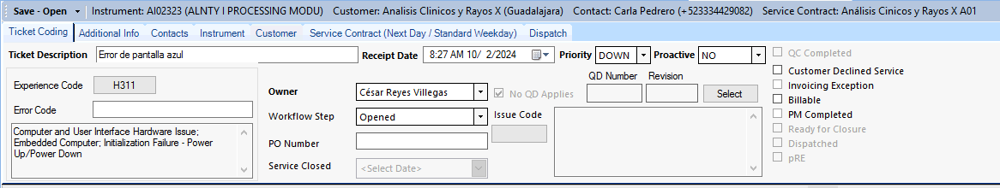 Save - Open Instrument: AI02323 (ALNTY I PROCESSING MODU) Customer: Analisis Clinicos y Rayos X (Guadalajara) Contact: Carla Pedrero (+523334429082) Service Contract: Análisis Clinicos y Rayos X A01
Ticket Coding Additional Info Contacts Instrument Customer Service Contract (Next Day / Standard Weekday) Dispatch
Ticket Description Error de pantalla azul Receipt Date 8:27 AM 10/ 2/2024 Priority DOWN Proactive NO
QC Completed
Customer Declined Service
Invoicing Exception
Billable
PM Completed
Ready for Closure
Dispatched
pRE
Experience Code H311
Error Code
Computer and User Interface Hardware Issue;
Embedded Computer; Initialization Failure - Power
Up/Power Down
Owner César Reyes Villegas
Workflow Step Opened
PO Number
Service Closed <Select Date>
No QD Applies
QD Number Revision
Select
Issue Code